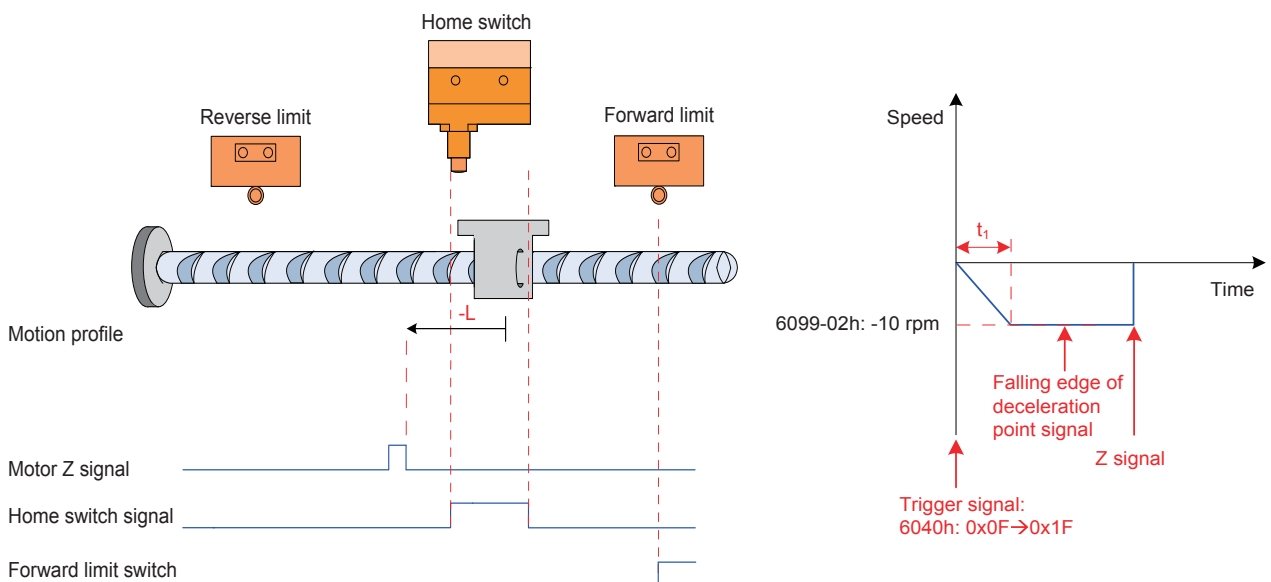 Home switch
Reverse limit
Forward limit
-L
Motion profile
Motor Z signal
Home switch signal
Forward limit switch
Speed
t1
Time
6099-02h: -10 rpm
Falling edge of
deceleration
point signal
Z signal
Trigger signal:
6040h: 0x0F→0x1F